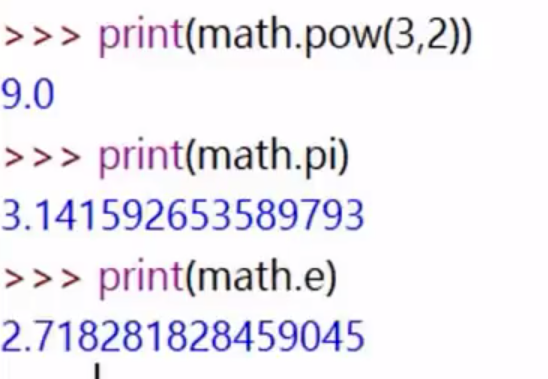 >>> print(math.pow(3,2))
9.0
>>> print(math.pi)
3.141592653589793
>>> print(math.e)
2.718281828459045